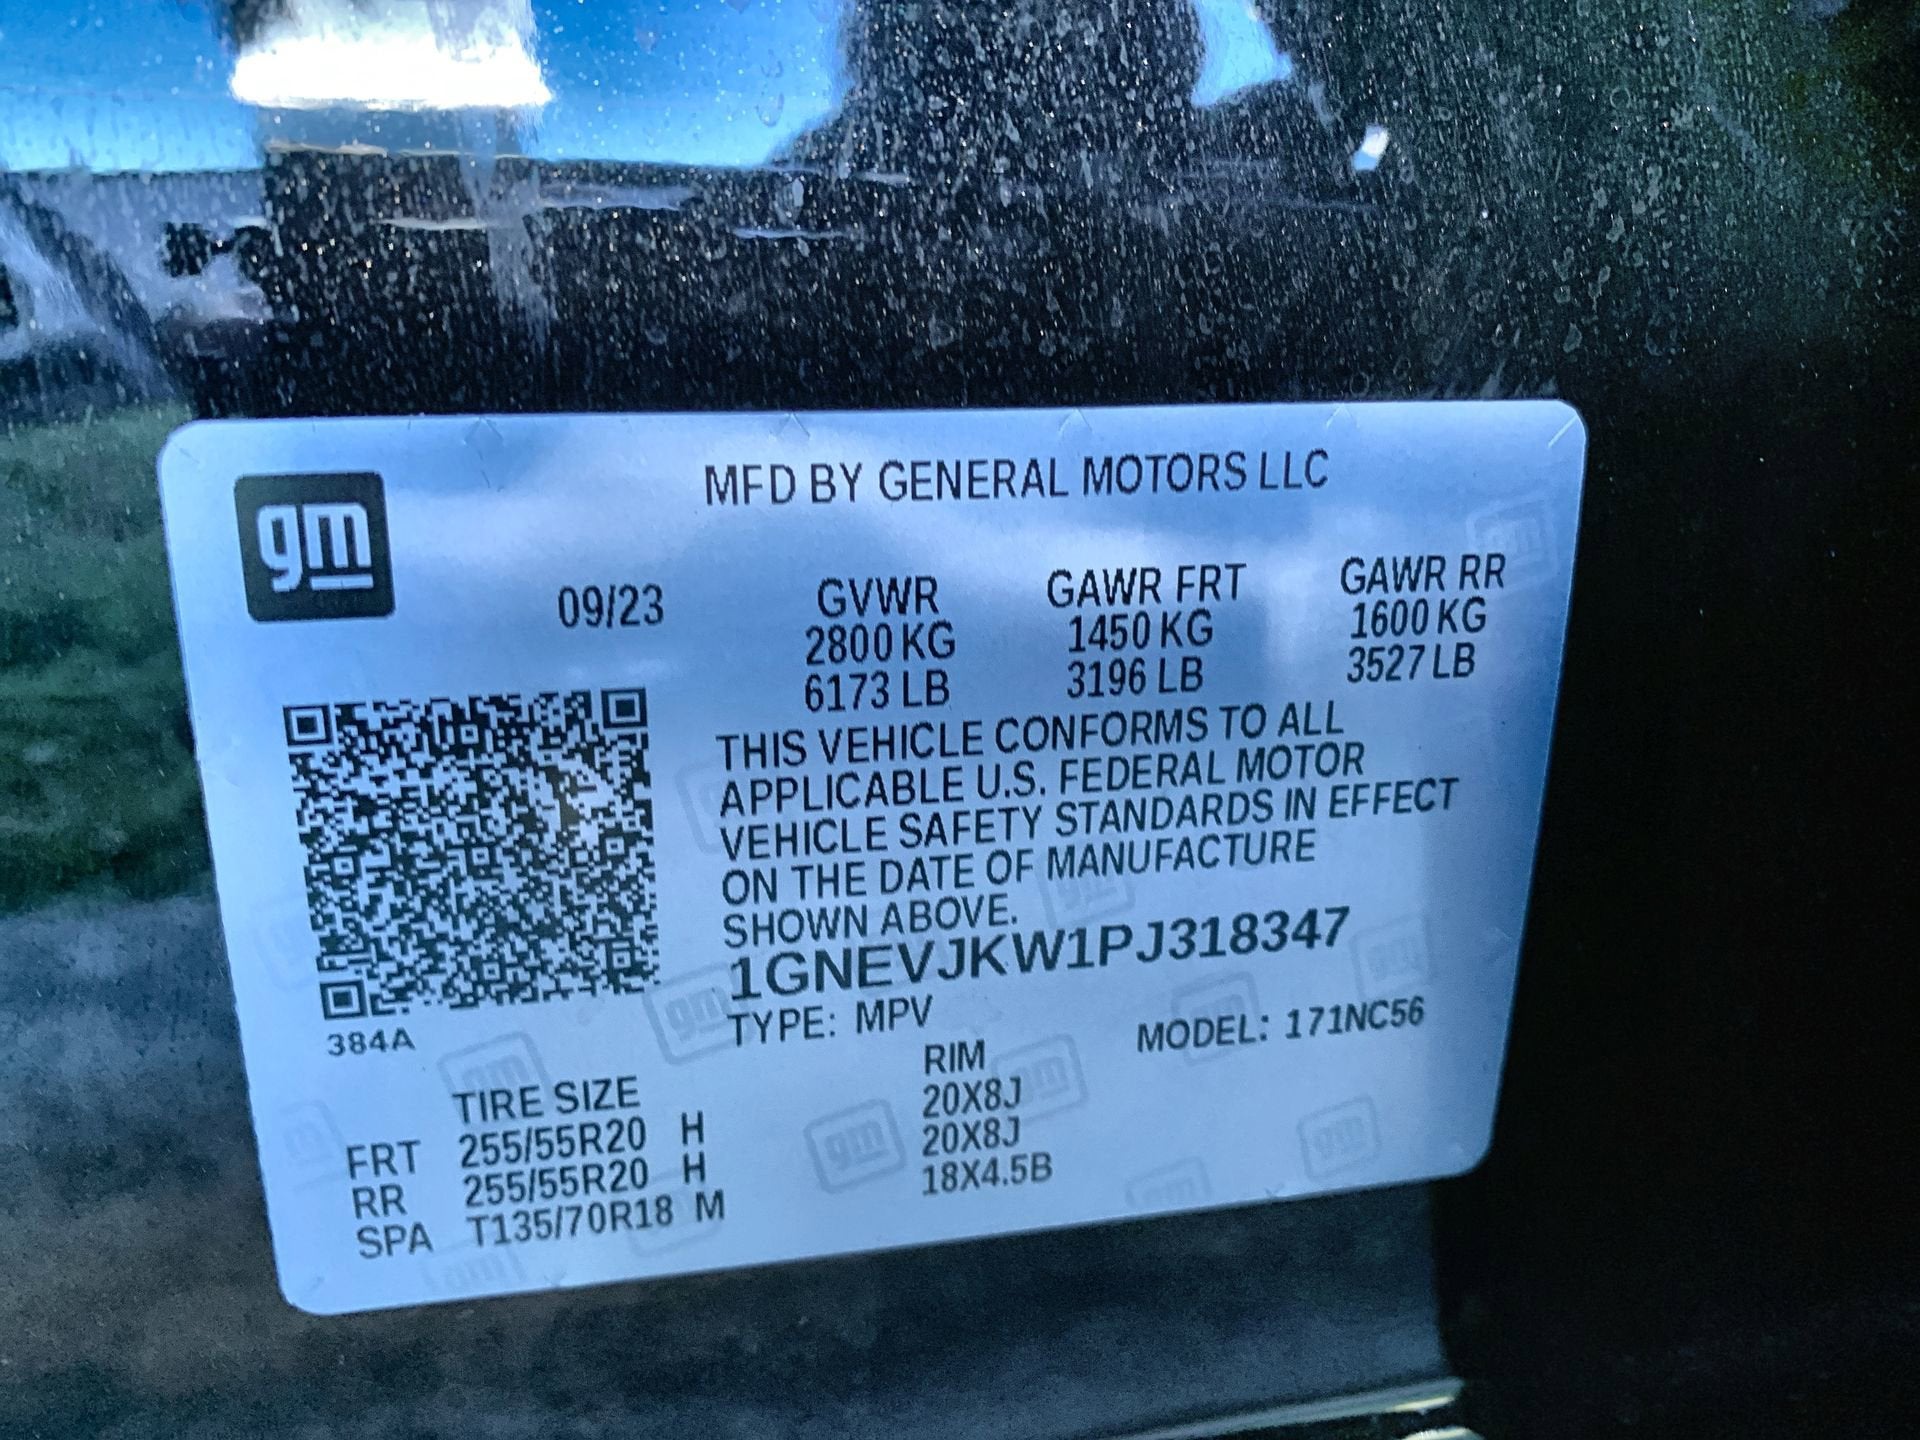 MFD BY GENERAL MOTORS LLC
gm
09/23
GVWR GAWR FRT GAWR RR
2800 KG 1450 KG 1600 KG
6173 LB 3196 LB 3527 LB
THIS VEHICLE CONFORMS TO ALL
APPLICABLE U.S. FEDERAL MOTOR
VEHICLE SAFETY STANDARDS IN EFFECT
ON THE DATE OF MANUFACTURE
SHOWN ABOVE.
1GNEVJKW1PJ318347
TYPE: MPV MODEL: 171NC56
384A
TIRE SIZE RIM
FRT 255/55R20 H 20X8J
RR 255/55R20 H 20X8J
SPA T135/70R18 M 18X4.5B